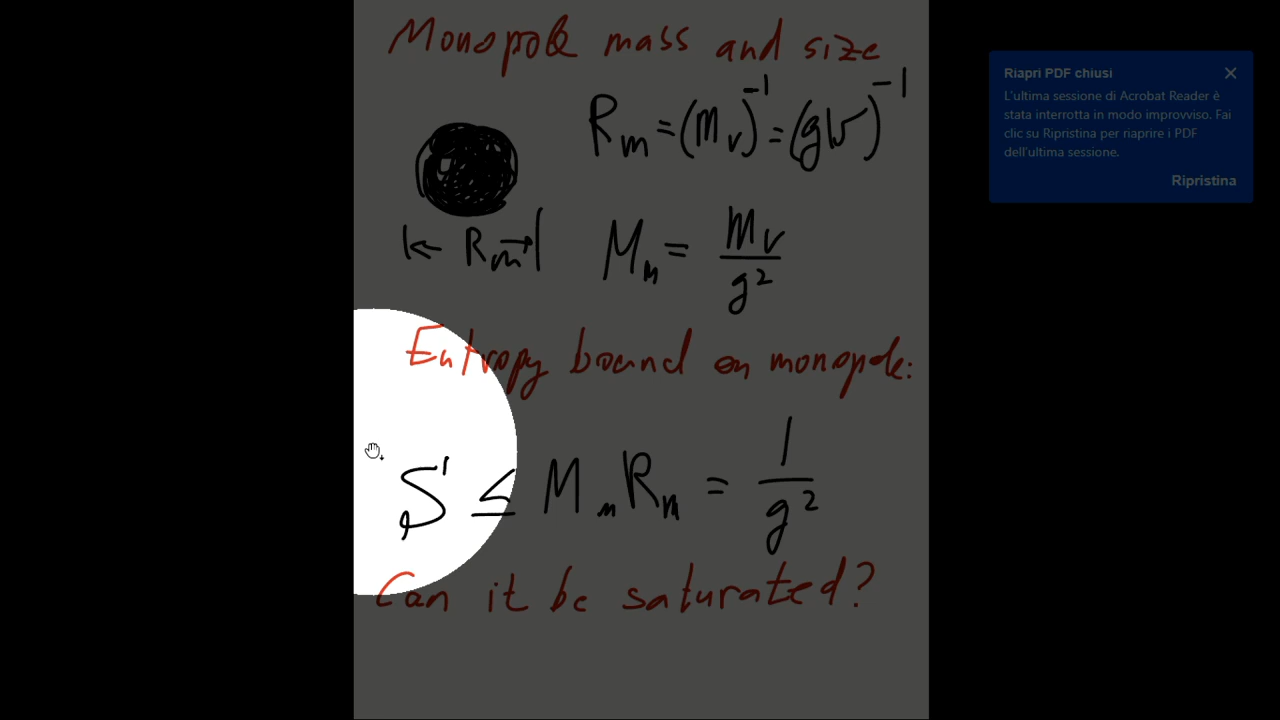 Monopole mass and size
R_m = (m_v)^-1 = (gv)^-1
|← R_m →|
M_m = m_v / g^2
Entropy bound on monopole:
S ≤ M_m R_m = 1 / g^2
Can it be saturated?
Riapri PDF chiusi
L'ultima sessione di Acrobat Reader è
stata interrotta in modo improvviso. Fai
clic su Ripristina per riaprire i PDF
dell'ultima sessione.
Ripristina